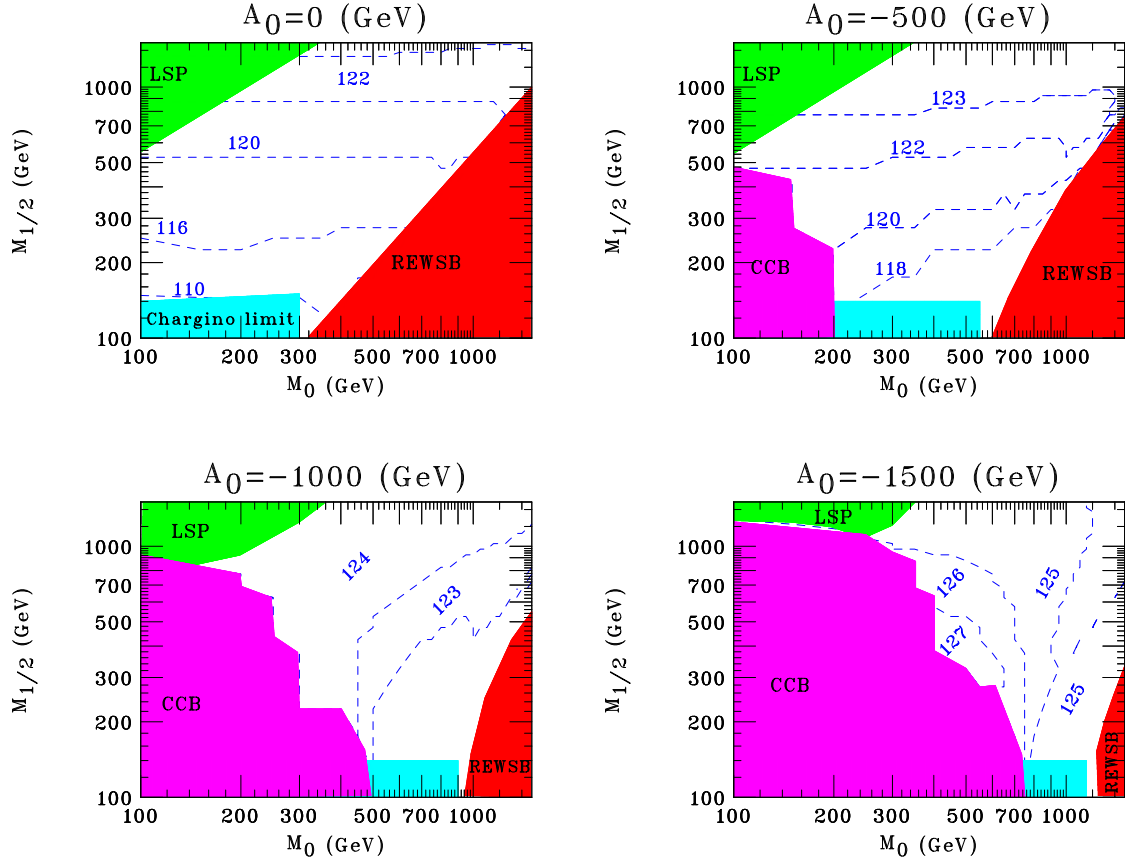 A0=0 (GeV)
M1/2 (GeV)
1000
700
500
300
200
100
LSP
122
120
116
110
REWSB
Chargino limit
100 200 300 500 700 1000
M0 (GeV)
A0=−500 (GeV)
M1/2 (GeV)
1000
700
500
300
200
100
LSP
123
122
120
118
CCB
REWSB
100 200 300 500 700 1000
M0 (GeV)
A0=−1000 (GeV)
M1/2 (GeV)
1000
700
500
300
200
100
LSP
124
123
CCB
REWSB
100 200 300 500 700 1000
M0 (GeV)
A0=−1500 (GeV)
M1/2 (GeV)
1000
700
500
300
200
100
LSP
126
125
127
CCB
125
REWSB
100 200 300 500 700 1000
M0 (GeV)